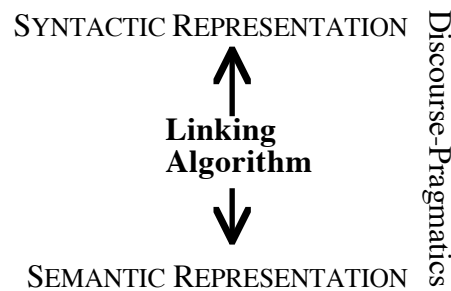 SYNTACTIC REPRESENTATION
Linking
Algorithm
SEMANTIC REPRESENTATION
Discourse-Pragmatics